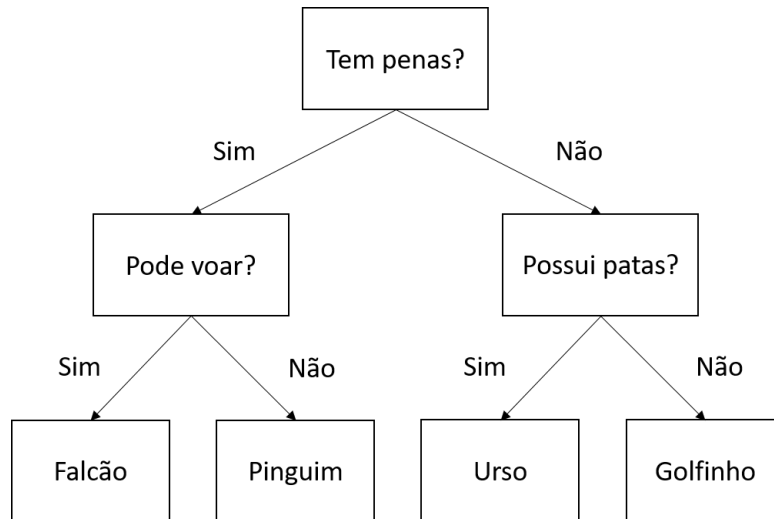 Tem penas?
Sim
Não
Pode voar?
Possui patas?
Sim
Não
Sim
Não
Falcão
Pinguim
Urso
Golfinho